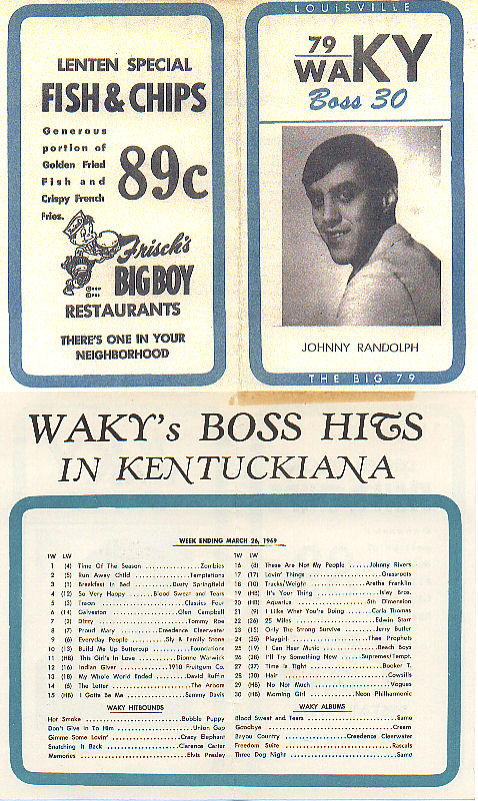 LENTEN SPECIAL
FISH & CHIPS
Generous
portion of
Golden Fried
Fish and
Crispy French
Fries.
89c
Frisch's
BIG BOY
RESTAURANTS
THERE'S ONE IN YOUR
NEIGHBORHOOD
LOUiSVILLE
79
WAKY
Boss 30
JOHNNY RANDOLPH
THE BIG 79
WAKY's BOSS HITS
IN KENTUCKIANA
WEEK ENDING MARCH 26, 1969
TW LW
1 (4) Time Of The Season Zombies
2 (5) Run Away Child Temptations
3 (1) Breakfast In Bed Dusty Springfield
4 (12) So Very Happy Blood Sweat and Tears
5 (3) Traces Classics Four
6 (14) Galveston Glen Campbell
7 (2) Dizzy Tommy Roe
8 (7) Proud Mary Creedence Clearwater
9 (6) Everyday People Sly & Family Stone
10 (13) Build Me Up Buttercup Foundations
11 (HB) This Girl's In Love Dionne Warwick
12 (16) Indian Giver 1910 Fruitgum Co.
13 (18) My Whole World Ended David Ruffin
14 The Letter The Arbors
15 (HB) I Gotta Be Me Sammy Davis
WAKY HITBOUNDS
Hot Smoke Bubble Puppy
Don't Give In To Him Union Gap
Gimme Some Lovin' Crazy Elephant
Snatching It Back Clarence Carter
Memories Elvis Presley
TW LW
16 These Are Not My People Johnny Rivers
17 (17) Lovin' Things Grassroots
18 (10) Tracks/Weight Aretha Franklin
19 (HB) It's Your Thing Isley Bros.
20 (HB) Aquarius 5th Dimension
21 (9) I Like What You're Doing Carla Thomas
22 (26) 25 Miles Edwin Starr
23 (15) Only The Strong Survive Jerry Butler
24 (25) Playgirl Thee Prophets
25 (19) I Can Hear Music Beach Boys
26 (28) I'll Try Something New Supremes/Tempt.
27 (27) Time Is Tight Booker T.
28 (30) Hair Cowsills
29 (HB) No Not Much Vogues
30 (HB) Morning Girl Neon Philharmonic
WAKY ALBUMS
Blood Sweat and Tears Same
Goodbye Cream
Bayou Country Creedence Clearwater
Freedom Suite Rascals
Three Dog Night Same